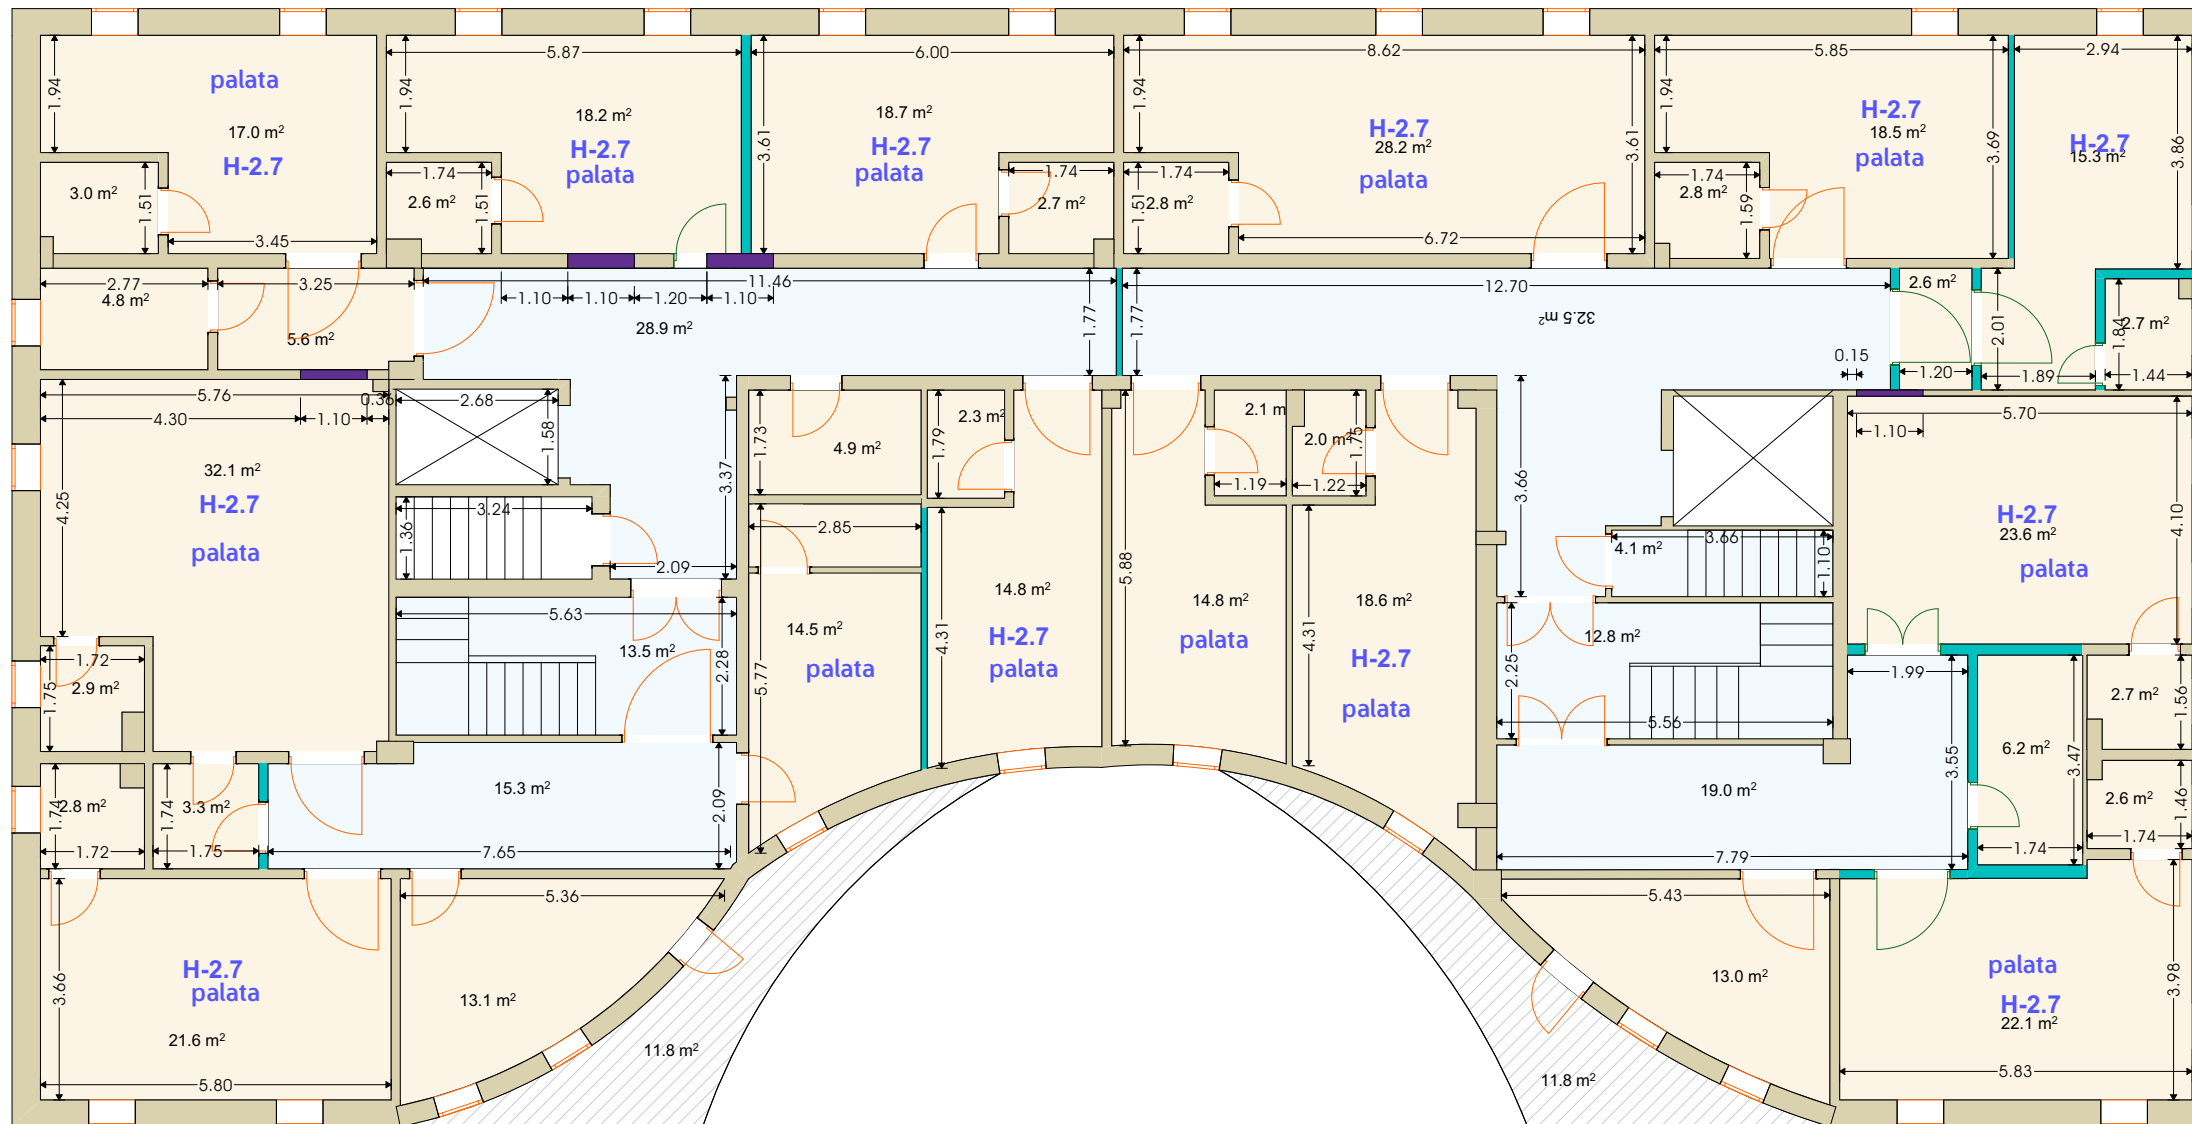 5.87
6.00
8.62
5.85
2.94
1.94
palata
17.0 m²
H-2.7
1.94
18.2 m²
H-2.7
palata
3.61
18.7 m²
H-2.7
palata
1.94
H-2.7
28.2 m²
palata
3.61
1.94
H-2.7
18.5 m²
palata
3.69
H-2.7
15.3 m²
3.86
3.0 m²
1.51
3.45
1.74
2.6 m²
1.51
1.74
2.7 m²
1.74
1.51
2.8 m²
6.72
1.74
2.8 m²
1.59
2.77
4.8 m²
3.25
5.6 m²
11.46
1.10
1.10
1.20
1.10
28.9 m²
1.77
1.77
12.70
32.5 m²
0.15
2.6 m²
1.20
2.01
1.89
1.84
2.7 m²
1.44
5.76
0.36
4.30
1.10
4.25
32.1 m²
H-2.7
palata
2.68
1.58
3.24
1.36
3.37
2.09
1.73
4.9 m²
2.3 m²
1.79
2.85
2.1 m
1.19
2.0 m²
1.75
1.22
3.66
5.70
1.10
H-2.7
23.6 m²
palata
4.10
3.66
4.1 m²
1.10
5.63
13.5 m²
2.28
14.5 m²
palata
5.77
4.31
14.8 m²
H-2.7
palata
5.88
14.8 m²
palata
4.31
18.6 m²
H-2.7
palata
2.25
12.8 m²
5.56
1.99
3.55
6.2 m²
3.47
1.74
2.7 m²
1.56
2.6 m²
1.46
1.74
1.72
2.9 m²
1.75
2.8 m²
1.74
1.72
3.3 m²
1.74
1.75
15.3 m²
7.65
2.09
19.0 m²
7.79
5.36
5.43
3.66
H-2.7
palata
21.6 m²
5.80
13.1 m²
11.8 m²
13.0 m²
11.8 m²
palata
H-2.7
22.1 m²
3.98
5.83